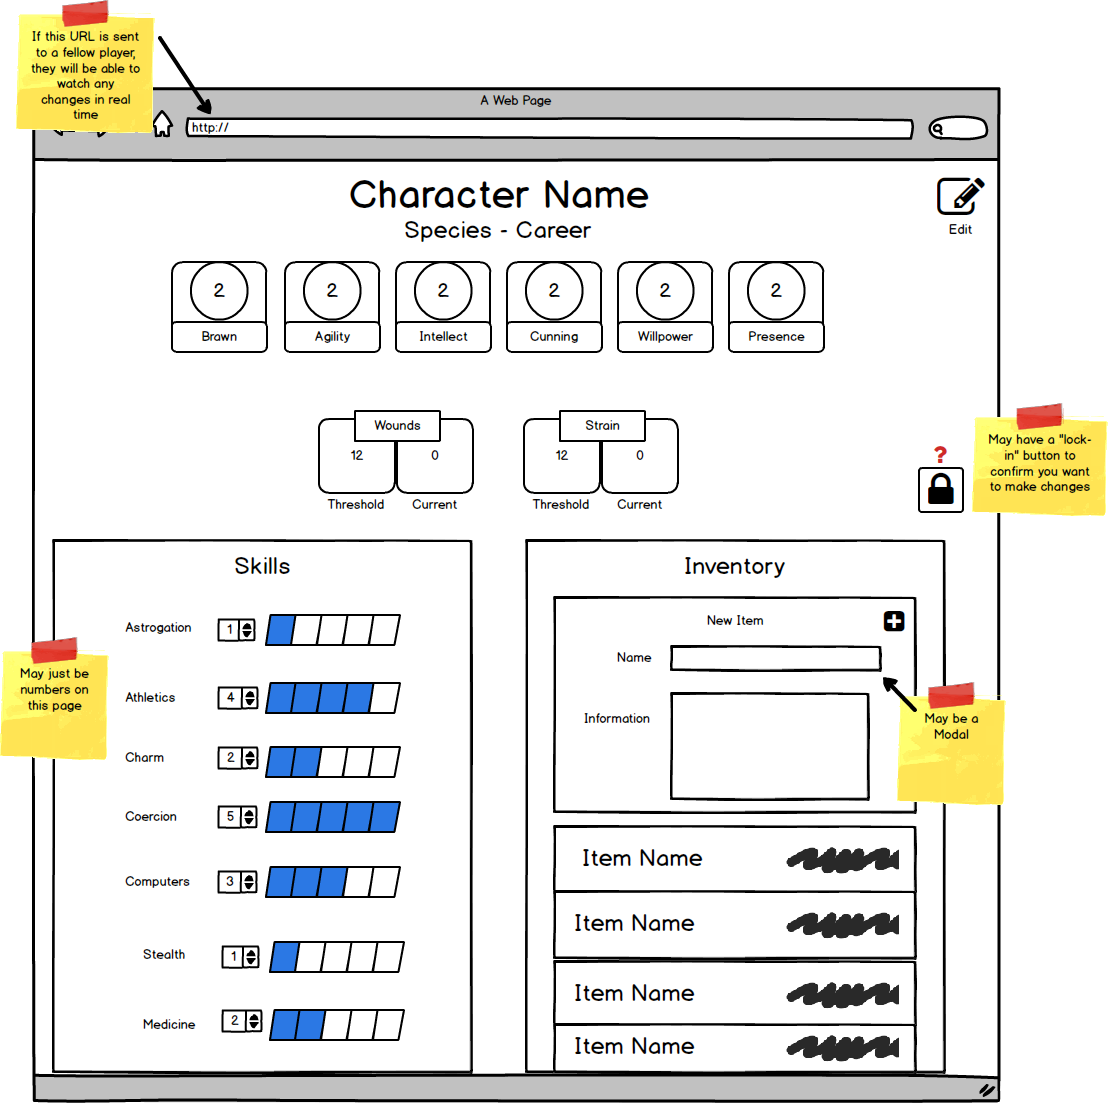 If this URL is sent
to a fellow player,
they will be able to
watch any
changes in real
time
A Web Page
http://
Character Name
Species - Career
Edit
2
2
2
2
2
2
Brawn
Agility
Intellect
Cunning
Willpower
Presence
Wounds
12
0
Threshold
Current
Strain
12
0
Threshold
Current
?
May have a "lock-
in" button to
confirm you want
to make changes
Skills
Astrogation 1
Athletics 4
Charm 2
Coercion 5
Computers 3
Stealth 1
Medicine 2
May just be
numbers on
this page
Inventory
New Item
Name
Information
May be a
Modal
Item Name
Item Name
Item Name
Item Name